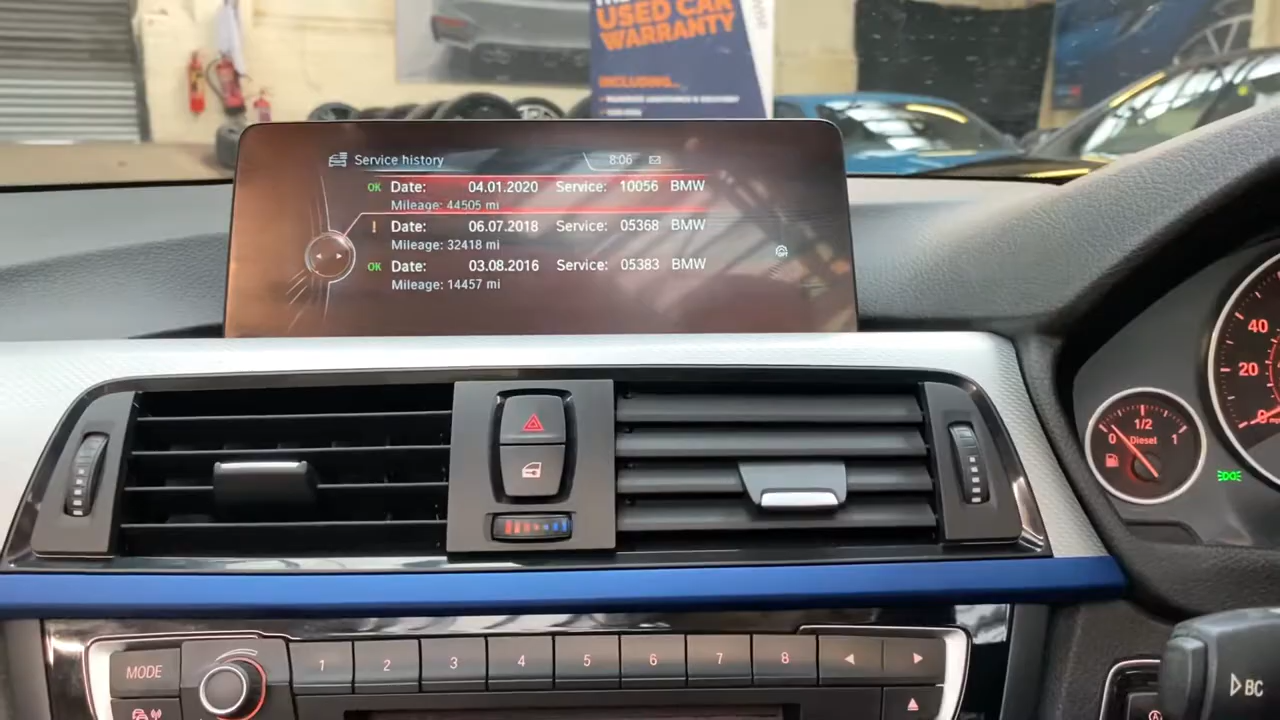 USED CAR
WARRANTY
INCLUDING...
Service history
8:06
OK Date: 04.01.2020 Service: 10056 BMW
Mileage: 44505 mi
! Date: 06.07.2018 Service: 05368 BMW
Mileage: 32418 mi
OK Date: 03.08.2016 Service: 05383 BMW
Mileage: 14457 mi
40
20
0
1/2
0 Diesel 1
MODE
1 2 3 4 5 6 7 8
BC